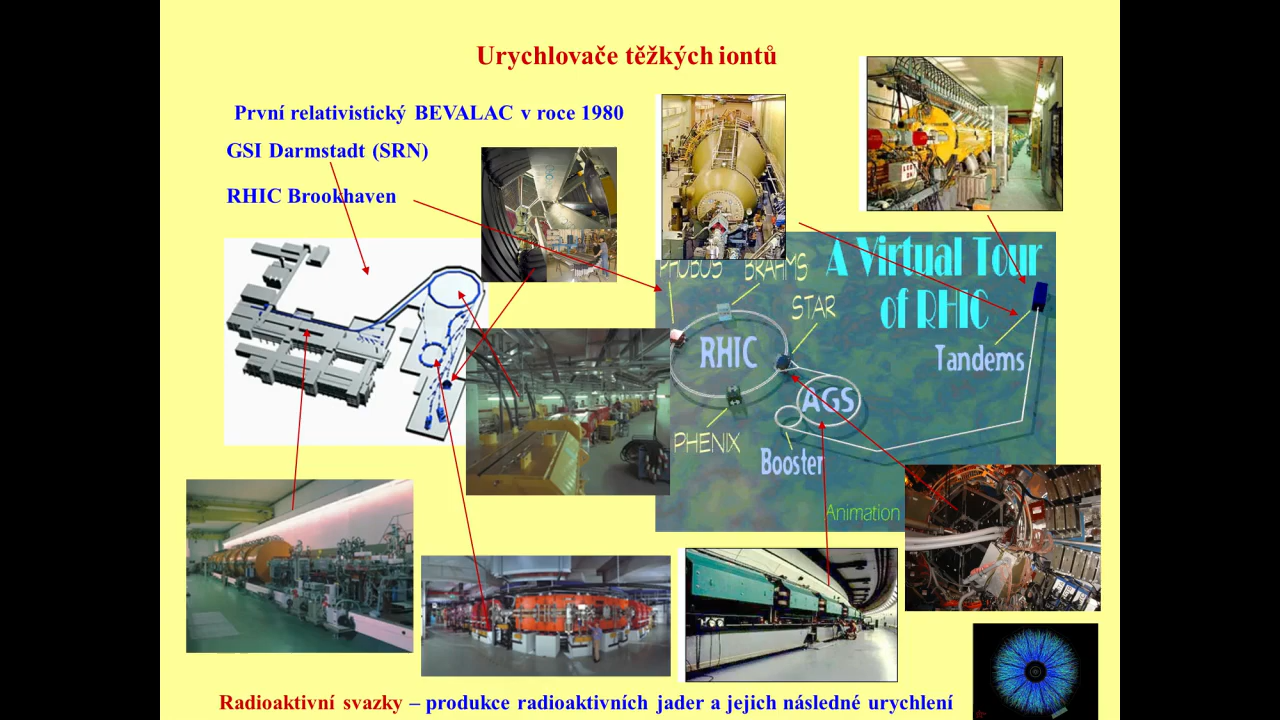 Urychlovače těžkých iontů
První relativistický BEVALAC v roce 1980
GSI Darmstadt (SRN)
RHIC Brookhaven
PHOBOS
BRAHMS
A Virtual Tour
of RHIC
STAR
RHIC
Tandems
AGS
PHENIX
Booster
Animation
Radioaktivní svazky – produkce radioaktivních jader a jejich následné urychlení